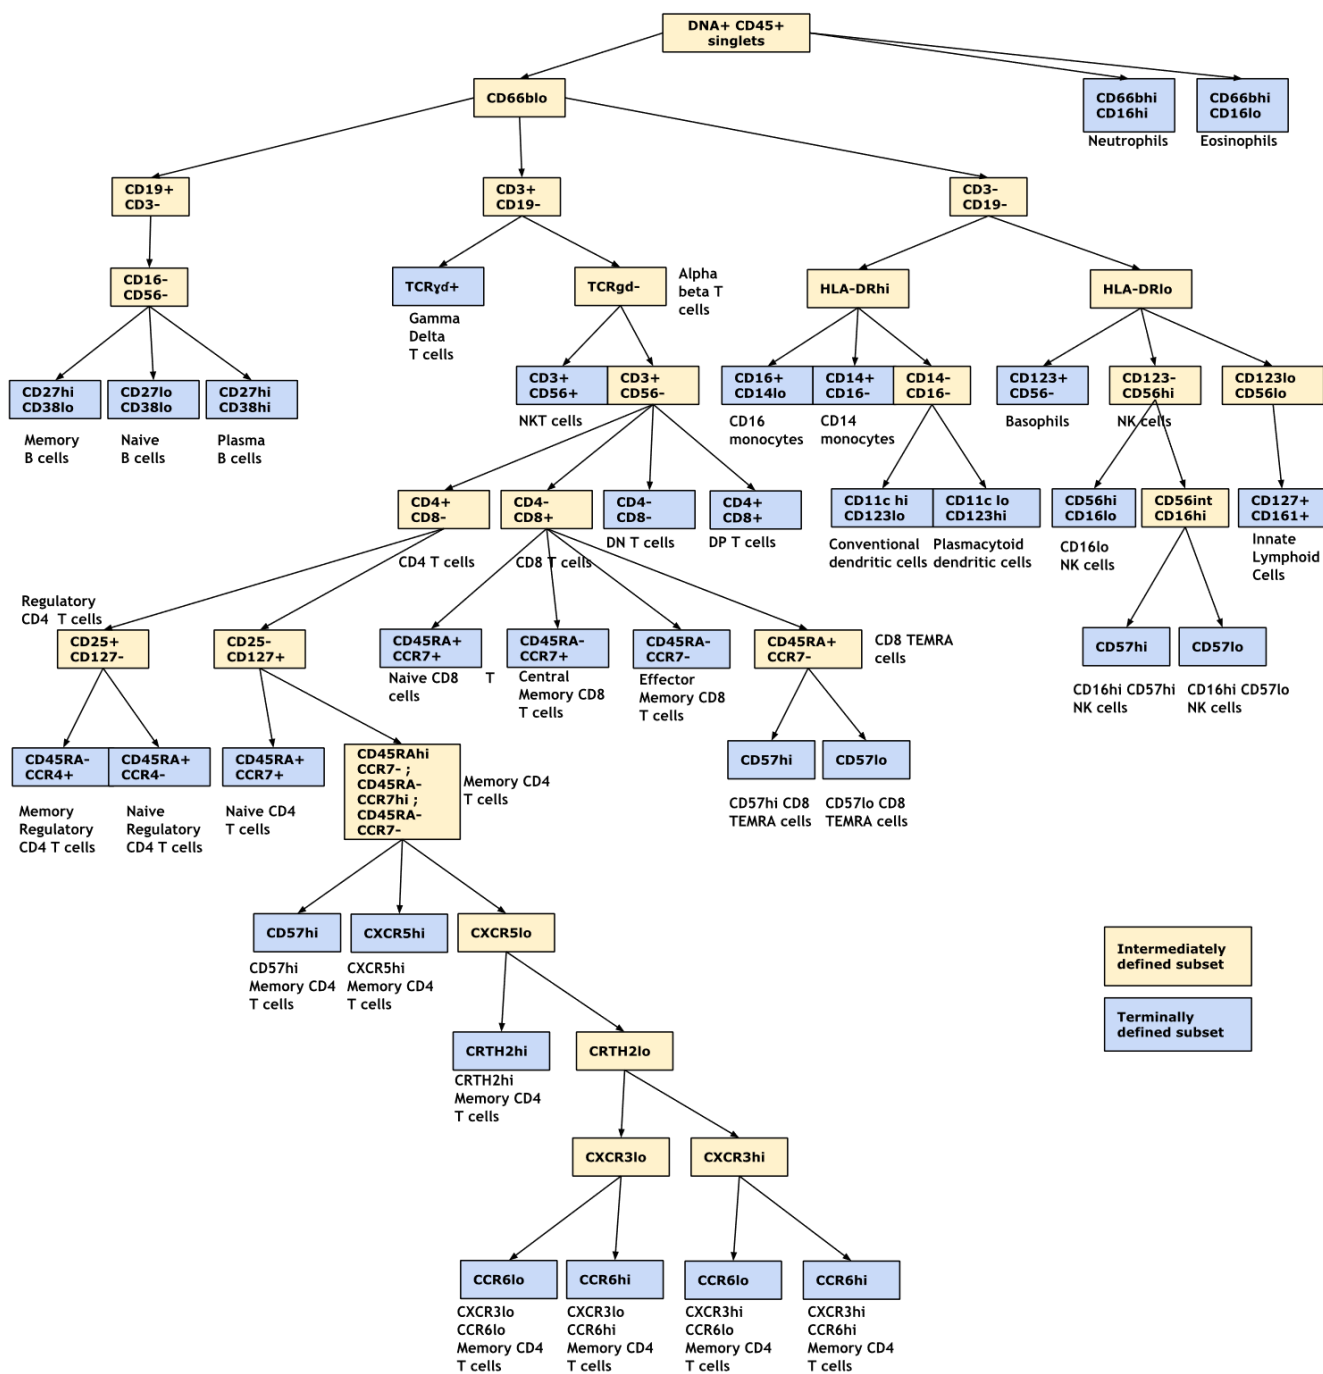 DNA+ CD45+
singlets
CD66blo
CD66bhi
CD16hi
Neutrophils
CD66bhi
CD16lo
Eosinophils
CD19+
CD3-
CD3+
CD19-
CD3-
CD19-
CD16-
CD56-
TCRɣɗ+
Gamma
Delta
T cells
TCRgd-
Alpha
beta T
cells
HLA-DRhi
HLA-DRlo
CD27hi
CD38lo
Memory
B cells
CD27lo
CD38lo
Naive
B cells
CD27hi
CD38hi
Plasma
B cells
CD3+
CD56+
NKT cells
CD3+
CD56-
CD16+
CD14lo
CD16
monocytes
CD14+
CD16-
CD14
monocytes
CD14-
CD16-
CD123+
CD56-
Basophils
CD123-
CD56hi
NK cells
CD123lo
CD56lo
CD4+
CD8-
CD4 T cells
CD4-
CD8+
CD8 T cells
CD4-
CD8-
DN T cells
CD4+
CD8+
DP T cells
CD11c hi
CD123lo
Conventional
dendritic cells
CD11c lo
CD123hi
Plasmacytoid
dendritic cells
CD56hi
CD16lo
CD16lo
NK cells
CD56int
CD16hi
CD127+
CD161+
Innate
Lymphoid
Cells
Regulatory
CD4 T cells
CD25+
CD127-
CD25-
CD127+
CD45RA+
CCR7+
Naive CD8 T
cells
CD45RA-
CCR7+
Central
Memory CD8
T cells
CD45RA-
CCR7-
Effector
Memory CD8
T cells
CD45RA+
CCR7-
CD8 TEMRA
cells
CD57hi
CD16hi CD57hi
NK cells
CD57lo
CD16hi CD57lo
NK cells
CD45RA-
CCR4+
Memory
Regulatory
CD4 T cells
CD45RA+
CCR4-
Naive
Regulatory
CD4 T cells
CD45RA+
CCR7+
Naive CD4
T cells
CD45RAhi
CCR7- ;
CD45RA-
CCR7hi ;
CD45RA-
CCR7-
Memory CD4
T cells
CD57hi
CD57hi CD8
TEMRA cells
CD57lo
CD57lo CD8
TEMRA cells
CD57hi
CD57hi
Memory CD4
T cells
CXCR5hi
CXCR5hi
Memory CD4
T cells
CXCR5lo
Intermediately
defined subset
Terminally
defined subset
CRTH2hi
CRTH2hi
Memory CD4
T cells
CRTH2lo
CXCR3lo
CXCR3hi
CCR6lo
CXCR3lo
CCR6lo
Memory CD4
T cells
CCR6hi
CXCR3lo
CCR6hi
Memory CD4
T cells
CCR6lo
CXCR3hi
CCR6lo
Memory CD4
T cells
CCR6hi
CXCR3hi
CCR6hi
Memory CD4
T cells